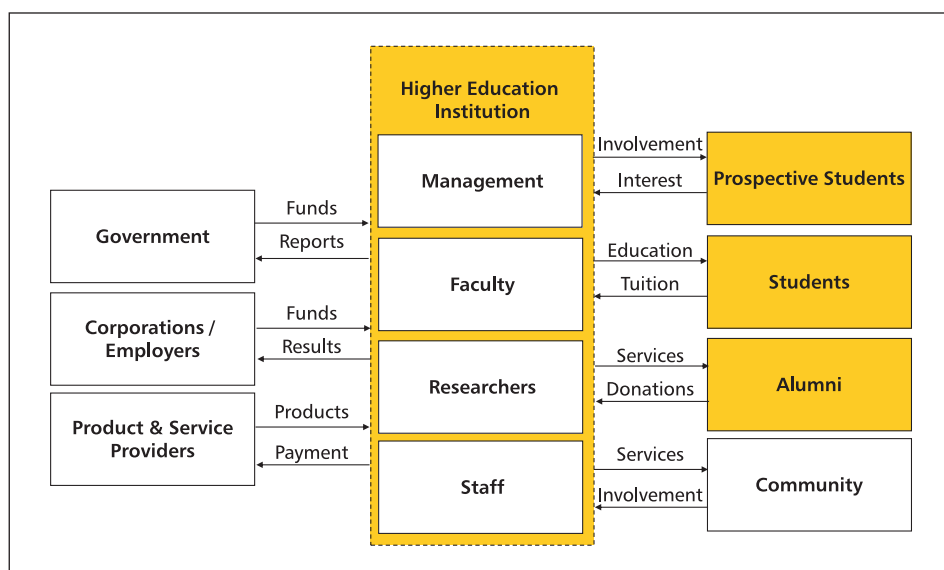 Higher Education
Institution
Management
Faculty
Researchers
Staff
Government
Funds
Reports
Corporations /
Employers
Funds
Results
Product & Service
Providers
Products
Payment
Involvement
Interest
Prospective Students
Education
Tuition
Students
Services
Donations
Alumni
Services
Involvement
Community